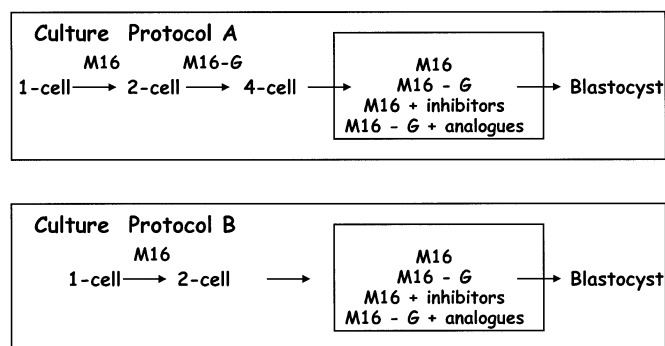 Culture Protocol A
M16 M16-G
1-cell 2-cell 4-cell
M16
M16 - G
M16 + inhibitors
M16 - G + analogues
Blastocyst
Culture Protocol B
M16
1-cell 2-cell
M16
M16 - G
M16 + inhibitors
M16 - G + analogues
Blastocyst